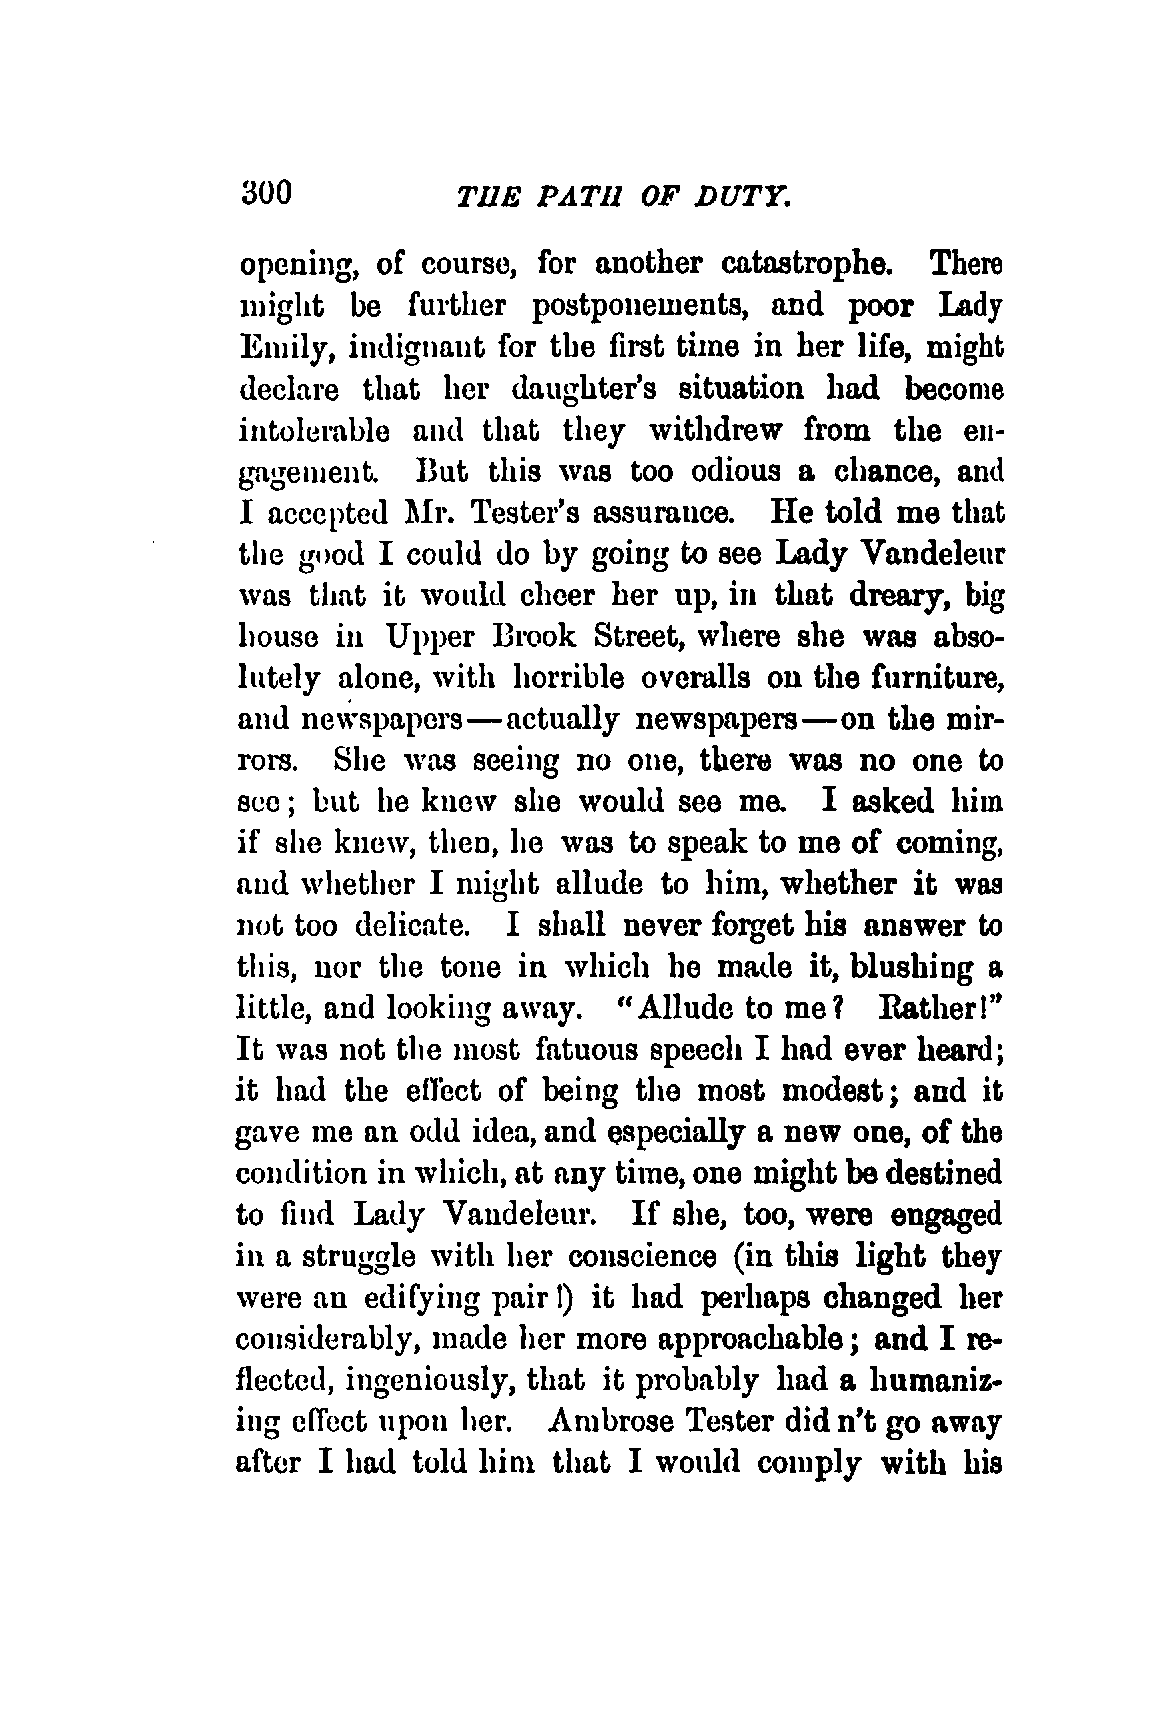 300 THE PATH OF DUTY.
opening, of course, for another catastrophe. There
might be further postponements, and poor Lady
Emily, indignant for the first time in her life, might
declare that her daughter's situation had become
intolerable and that they withdrew from the en-
gagement. But this was too odious a chance, and
I accepted Mr. Tester's assurance. He told me that
the good I could do by going to see Lady Vandeleur
was that it would cheer her up, in that dreary, big
house in Upper Brook Street, where she was abso-
lutely alone, with horrible overalls on the furniture,
and newspapers—actually newspapers—on the mir-
rors. She was seeing no one, there was no one to
see; but he knew she would see me. I asked him
if she knew, then, he was to speak to me of coming,
and whether I might allude to him, whether it was
not too delicate. I shall never forget his answer to
this, nor the tone in which he made it, blushing a
little, and looking away. "Allude to me? Rather!"
It was not the most fatuous speech I had ever heard;
it had the effect of being the most modest; and it
gave me an odd idea, and especially a new one, of the
condition in which, at any time, one might be destined
to find Lady Vandeleur. If she, too, were engaged
in a struggle with her conscience (in this light they
were an edifying pair!) it had perhaps changed her
considerably, made her more approachable; and I re-
flected, ingeniously, that it probably had a humaniz-
ing effect upon her. Ambrose Tester did n't go away
after I had told him that I would comply with his